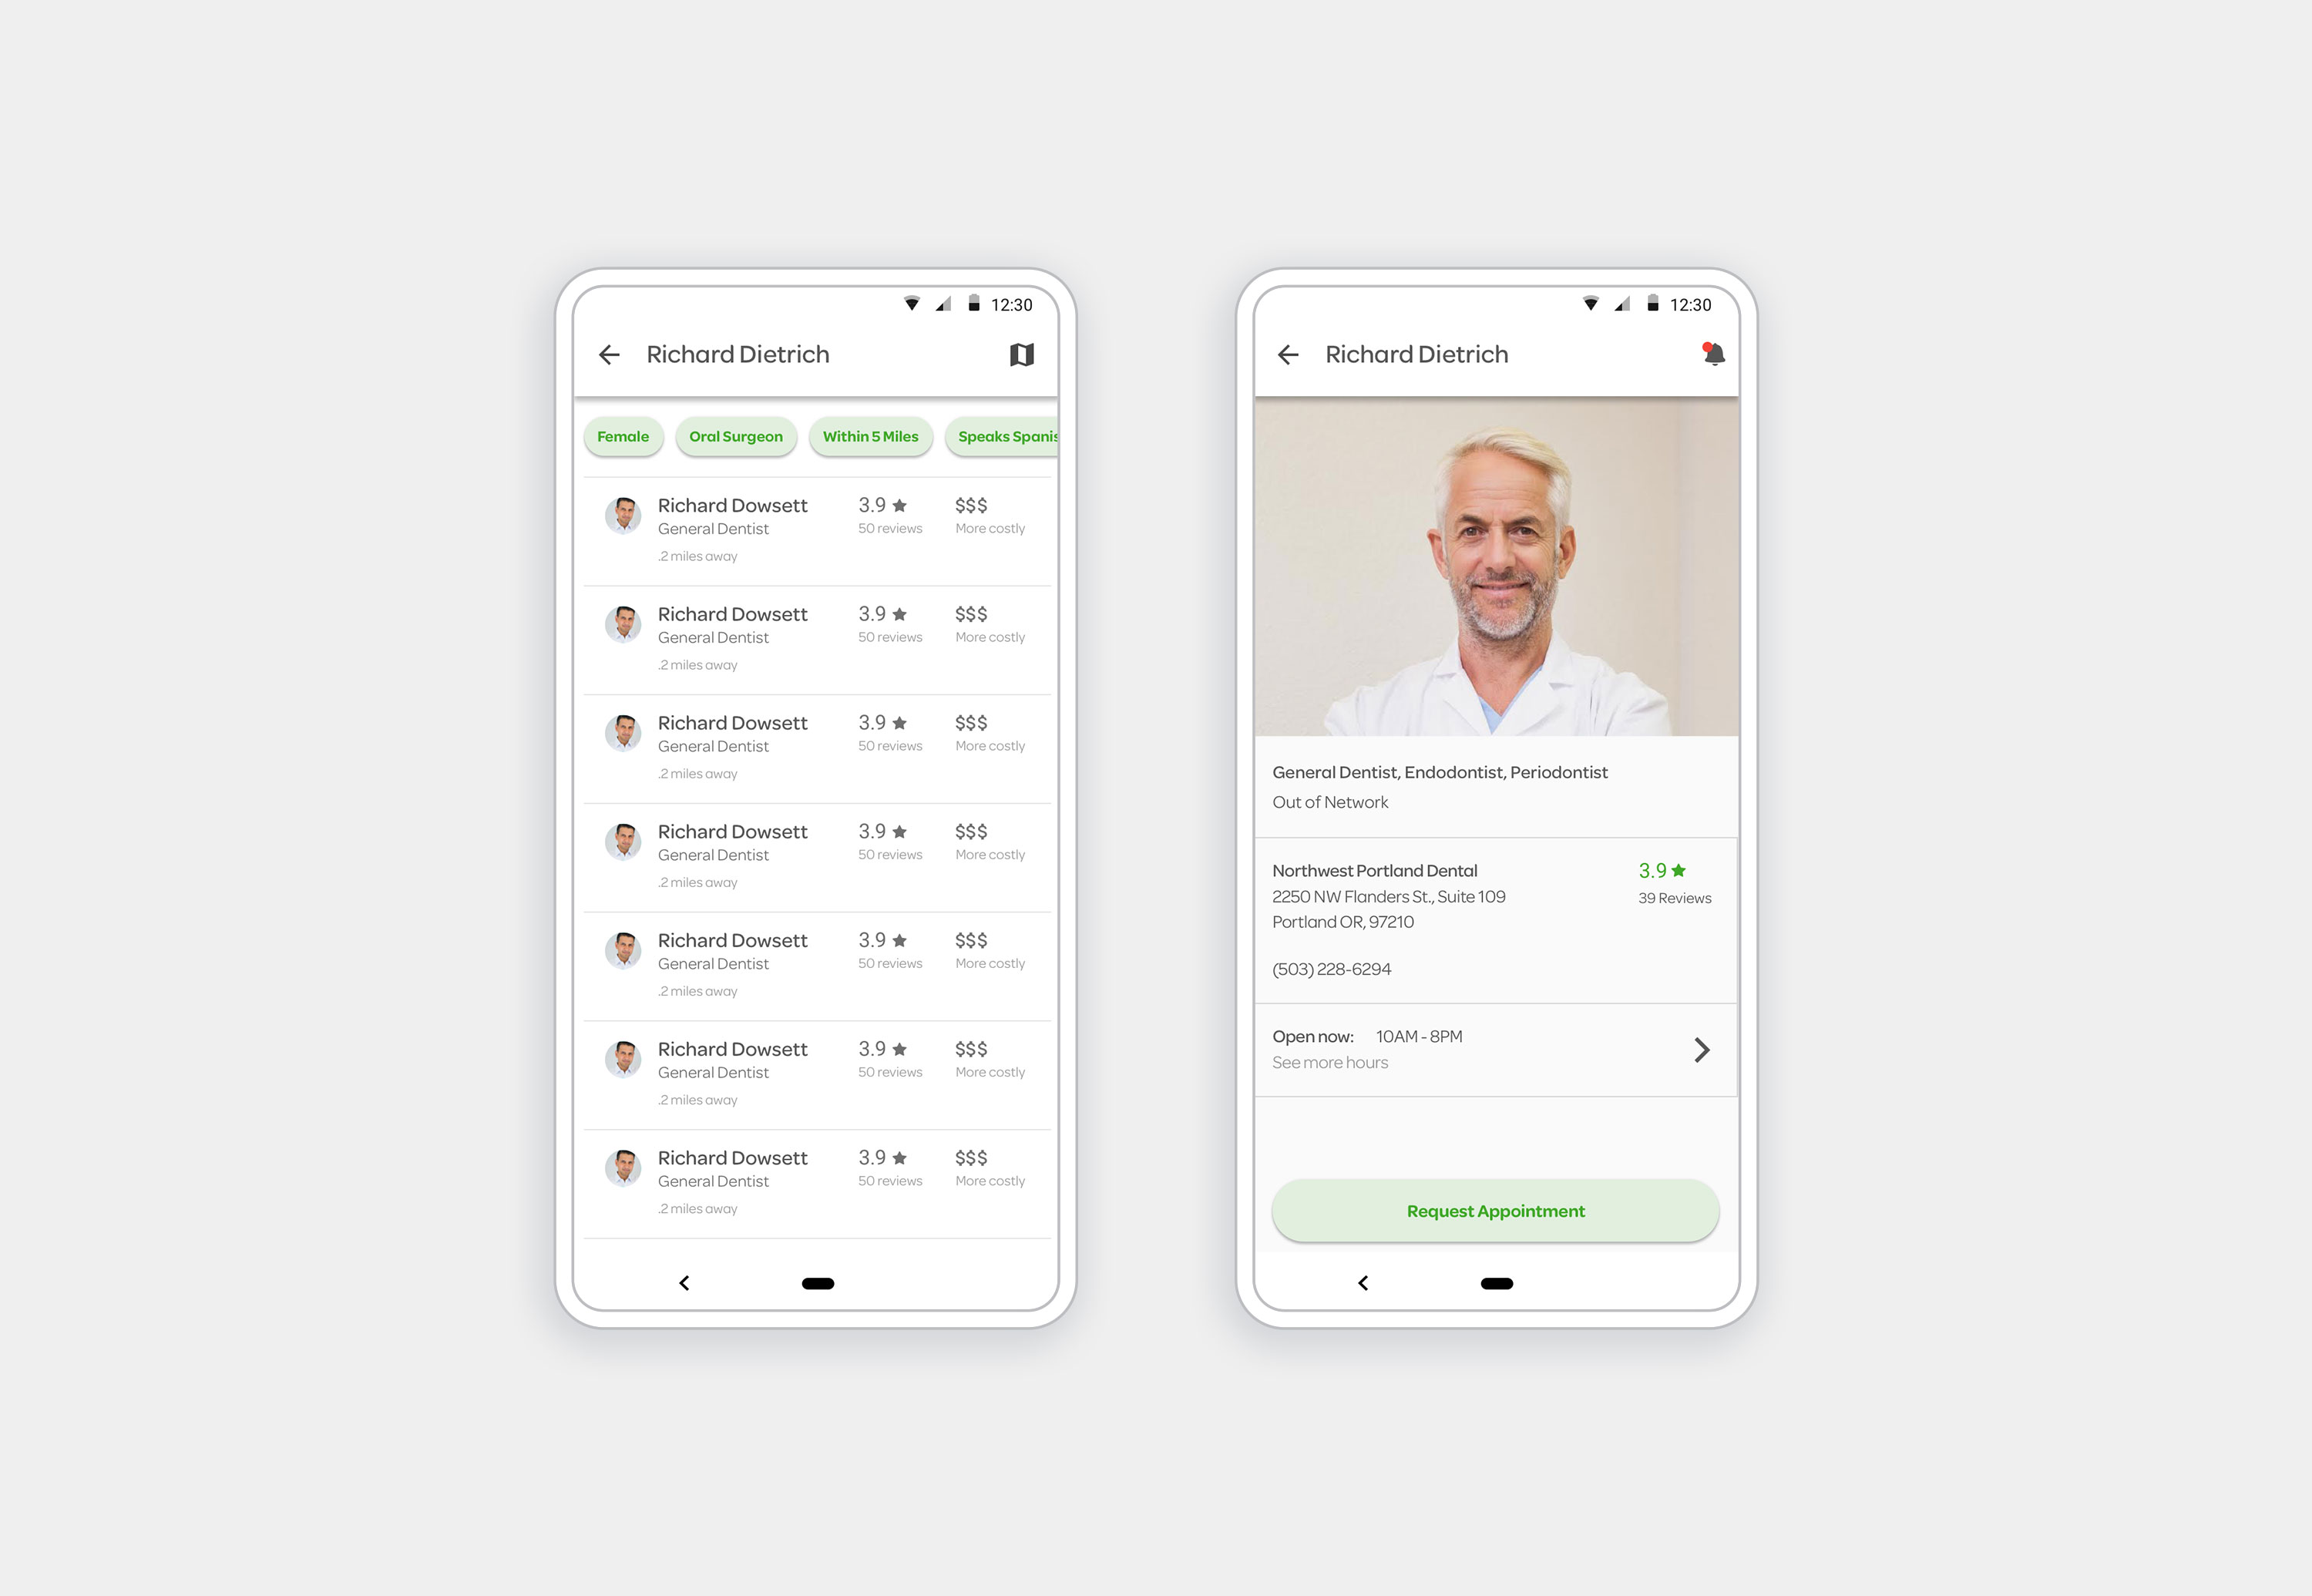 12:30
Richard Dietrich
Female
Oral Surgeon
Within 5 Miles
Speaks Spanis
Richard Dowsett
3.9
$$$
General Dentist
50 reviews
More costly
.2 miles away
Richard Dowsett
3.9
$$$
General Dentist
50 reviews
More costly
.2 miles away
Richard Dowsett
3.9
$$$
General Dentist
50 reviews
More costly
.2 miles away
Richard Dowsett
3.9
$$$
General Dentist
50 reviews
More costly
.2 miles away
Richard Dowsett
3.9
$$$
General Dentist
50 reviews
More costly
.2 miles away
Richard Dowsett
3.9
$$$
General Dentist
50 reviews
More costly
.2 miles away
Richard Dowsett
3.9
$$$
General Dentist
50 reviews
More costly
.2 miles away
12:30
Richard Dietrich
General Dentist, Endodontist, Periodontist
Out of Network
Northwest Portland Dental
3.9
2250 NW Flanders St., Suite 109
39 Reviews
Portland OR, 97210
(503) 228-6294
Open now: 10AM - 8PM
See more hours
Request Appointment